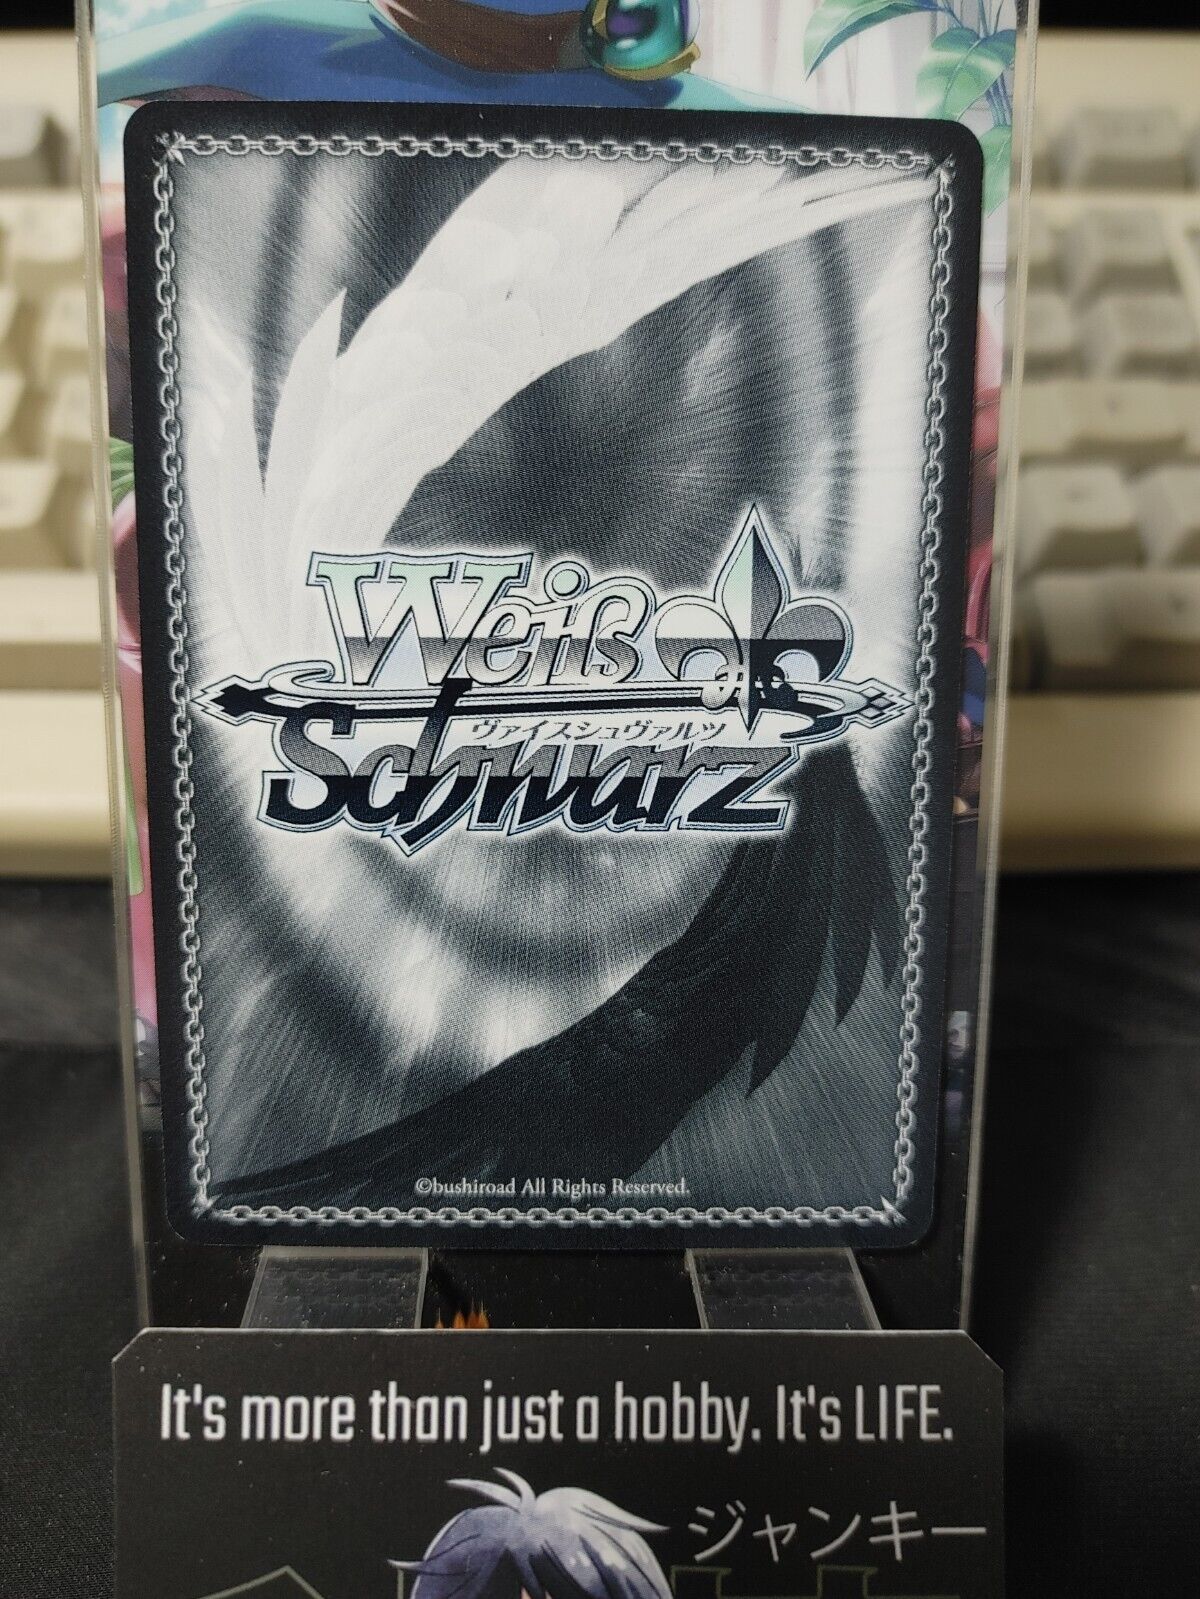 Weiß
ヴァイスシュヴァルツ
Schwarz
©bushiroad All Rights Reserved.
It's more than just a hobby. It's LIFE.
ジャンキー